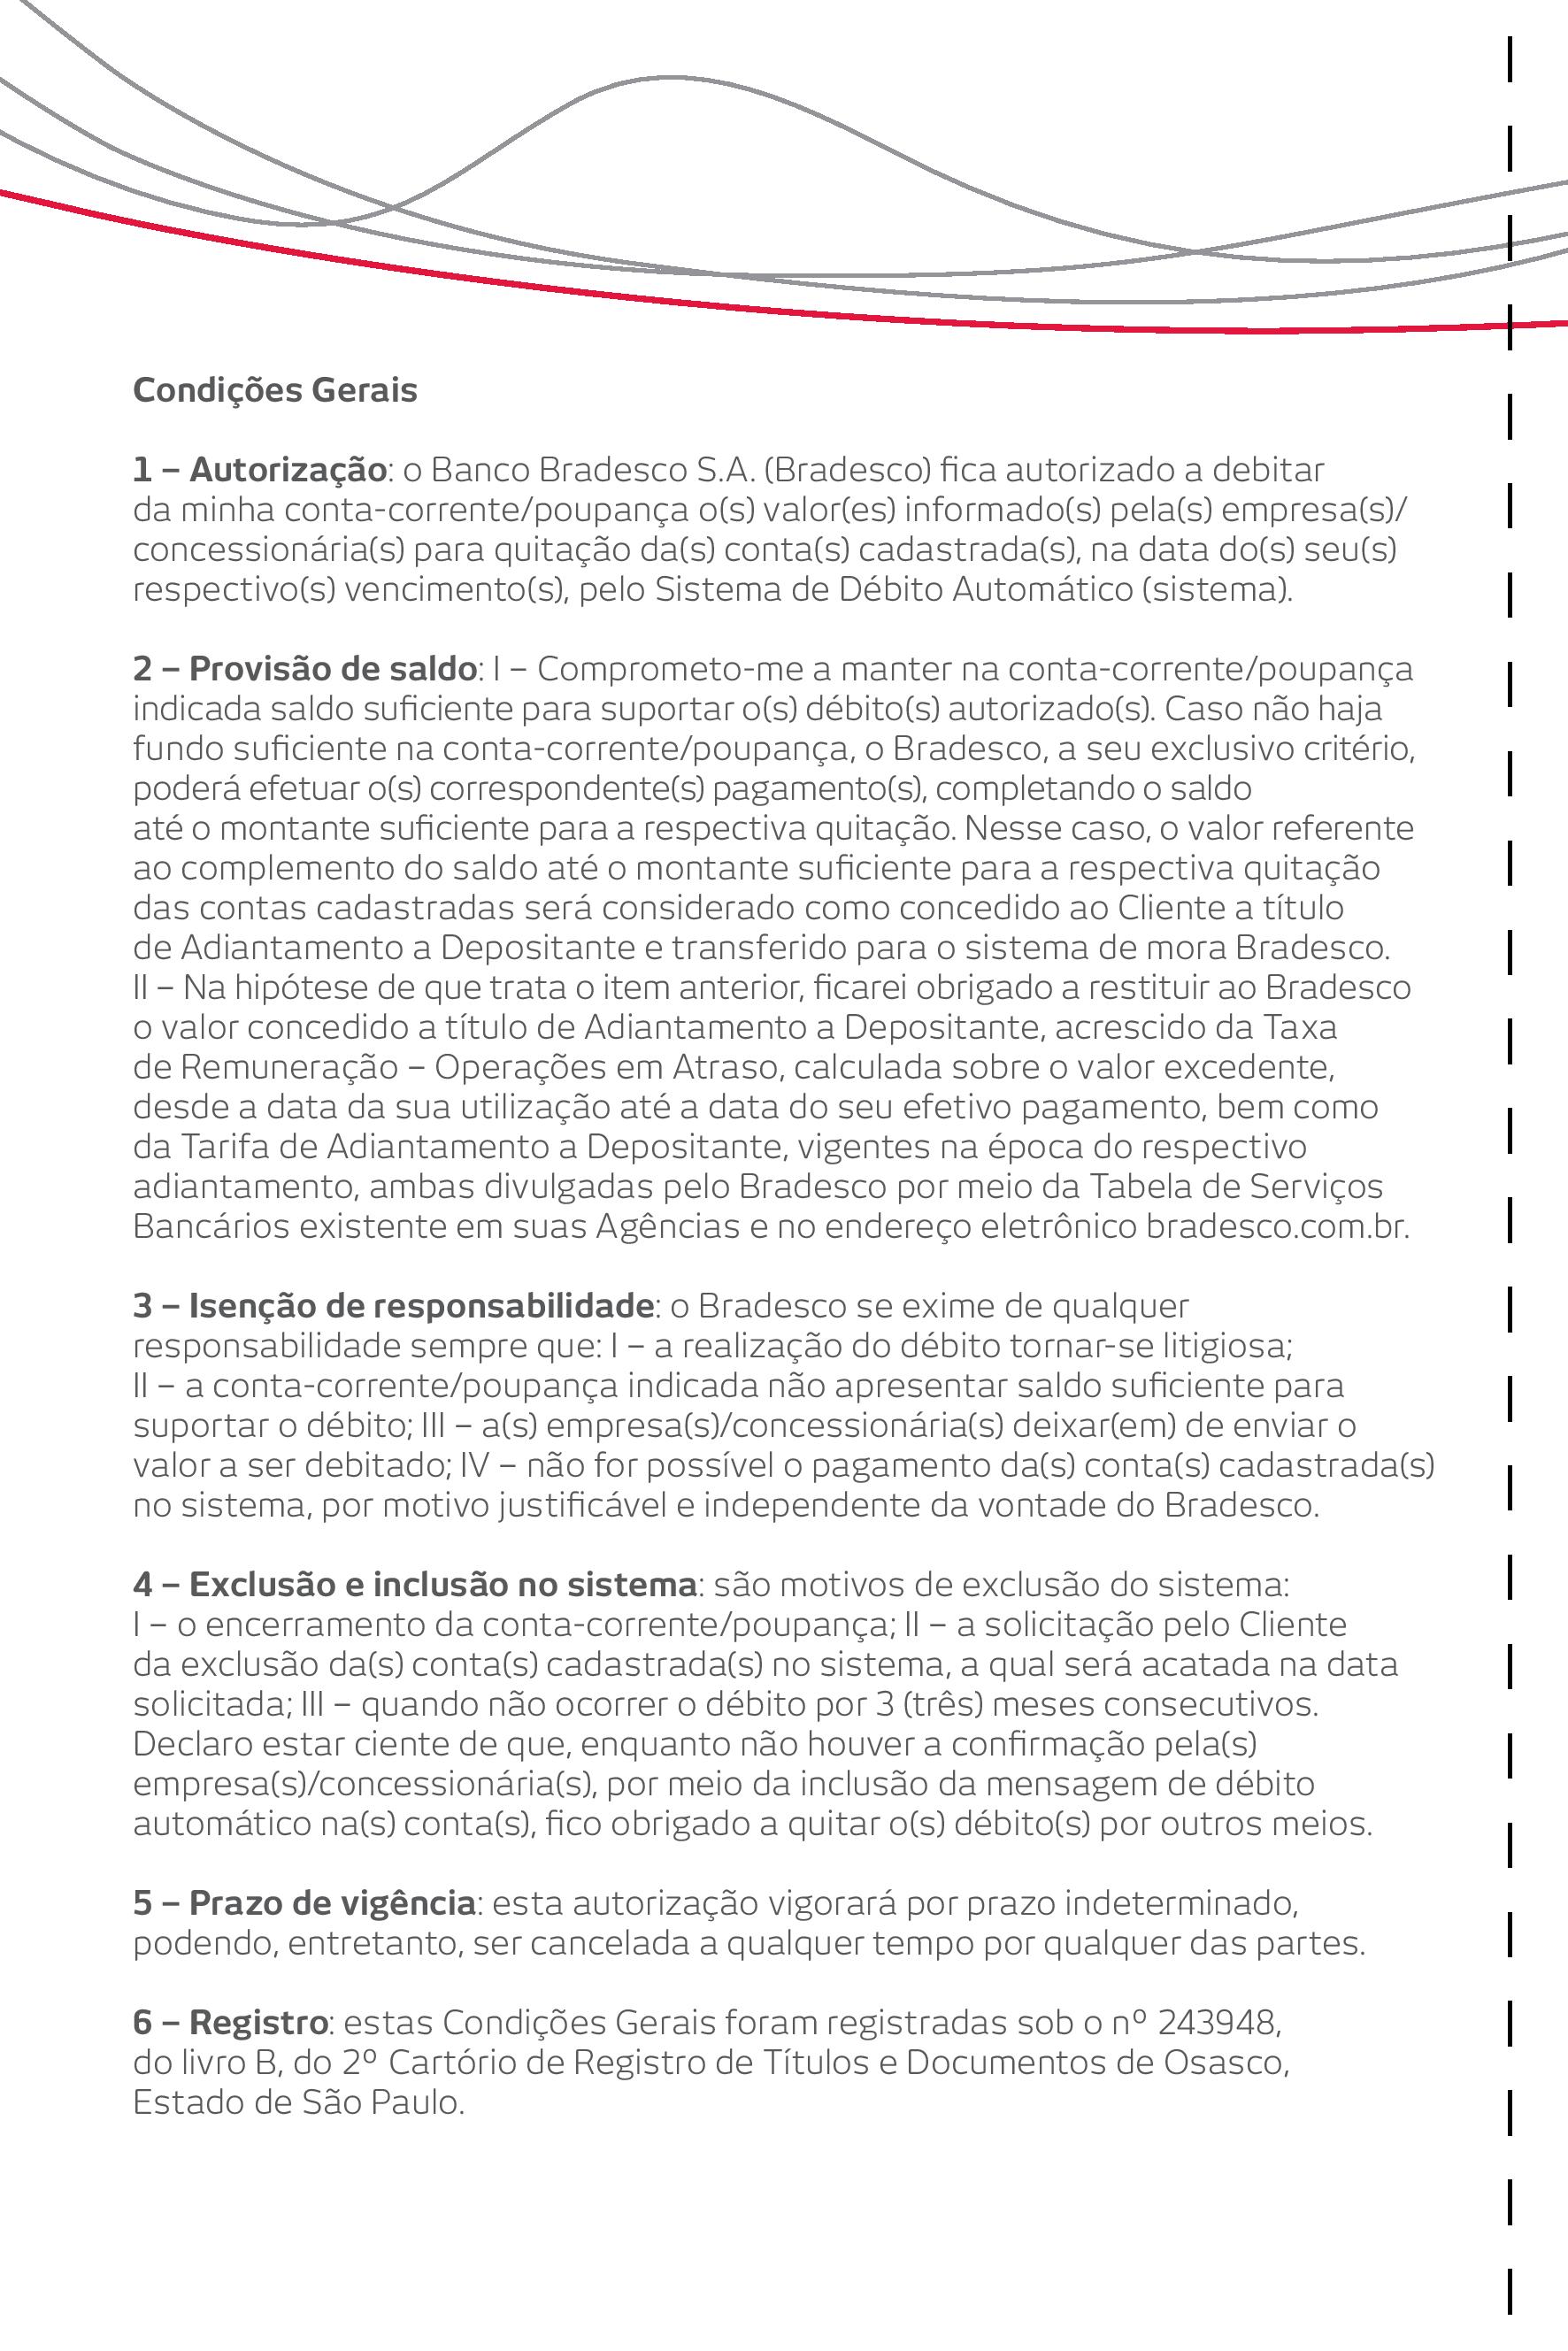 Condições Gerais
1 – Autorização: o Banco Bradesco S.A. (Bradesco) fica autorizado a debitar
da minha conta-corrente/poupança o(s) valor(es) informado(s) pela(s) empresa(s)/
concessionária(s) para quitação da(s) conta(s) cadastrada(s), na data do(s) seu(s)
respectivo(s) vencimento(s), pelo Sistema de Débito Automático (sistema).
2 – Provisão de saldo: I – Comprometo-me a manter na conta-corrente/poupança
indicada saldo suficiente para suportar o(s) débito(s) autorizado(s). Caso não haja
fundo suficiente na conta-corrente/poupança, o Bradesco, a seu exclusivo critério,
poderá efetuar o(s) correspondente(s) pagamento(s), completando o saldo
até o montante suficiente para a respectiva quitação. Nesse caso, o valor referente
ao complemento do saldo até o montante suficiente para a respectiva quitação
das contas cadastradas será considerado como concedido ao Cliente a título
de Adiantamento a Depositante e transferido para o sistema de mora Bradesco.
II – Na hipótese de que trata o item anterior, ficarei obrigado a restituir ao Bradesco
o valor concedido a título de Adiantamento a Depositante, acrescido da Taxa
de Remuneração – Operações em Atraso, calculada sobre o valor excedente,
desde a data da sua utilização até a data do seu efetivo pagamento, bem como
da Tarifa de Adiantamento a Depositante, vigentes na época do respectivo
adiantamento, ambas divulgadas pelo Bradesco por meio da Tabela de Serviços
Bancários existente em suas Agências e no endereço eletrônico bradesco.com.br.
3 – Isenção de responsabilidade: o Bradesco se exime de qualquer
responsabilidade sempre que: I – a realização do débito tornar-se litigiosa;
II – a conta-corrente/poupança indicada não apresentar saldo suficiente para
suportar o débito; III – a(s) empresa(s)/concessionária(s) deixar(em) de enviar o
valor a ser debitado; IV – não for possível o pagamento da(s) conta(s) cadastrada(s)
no sistema, por motivo justificável e independente da vontade do Bradesco.
4 – Exclusão e inclusão no sistema: são motivos de exclusão do sistema:
I – o encerramento da conta-corrente/poupança; II – a solicitação pelo Cliente
da exclusão da(s) conta(s) cadastrada(s) no sistema, a qual será acatada na data
solicitada; III – quando não ocorrer o débito por 3 (três) meses consecutivos.
Declaro estar ciente de que, enquanto não houver a confirmação pela(s)
empresa(s)/concessionária(s), por meio da inclusão da mensagem de débito
automático na(s) conta(s), fico obrigado a quitar o(s) débito(s) por outros meios.
5 – Prazo de vigência: esta autorização vigorará por prazo indeterminado,
podendo, entretanto, ser cancelada a qualquer tempo por qualquer das partes.
6 – Registro: estas Condições Gerais foram registradas sob o nº 243948,
do livro B, do 2º Cartório de Registro de Títulos e Documentos de Osasco,
Estado de São Paulo.